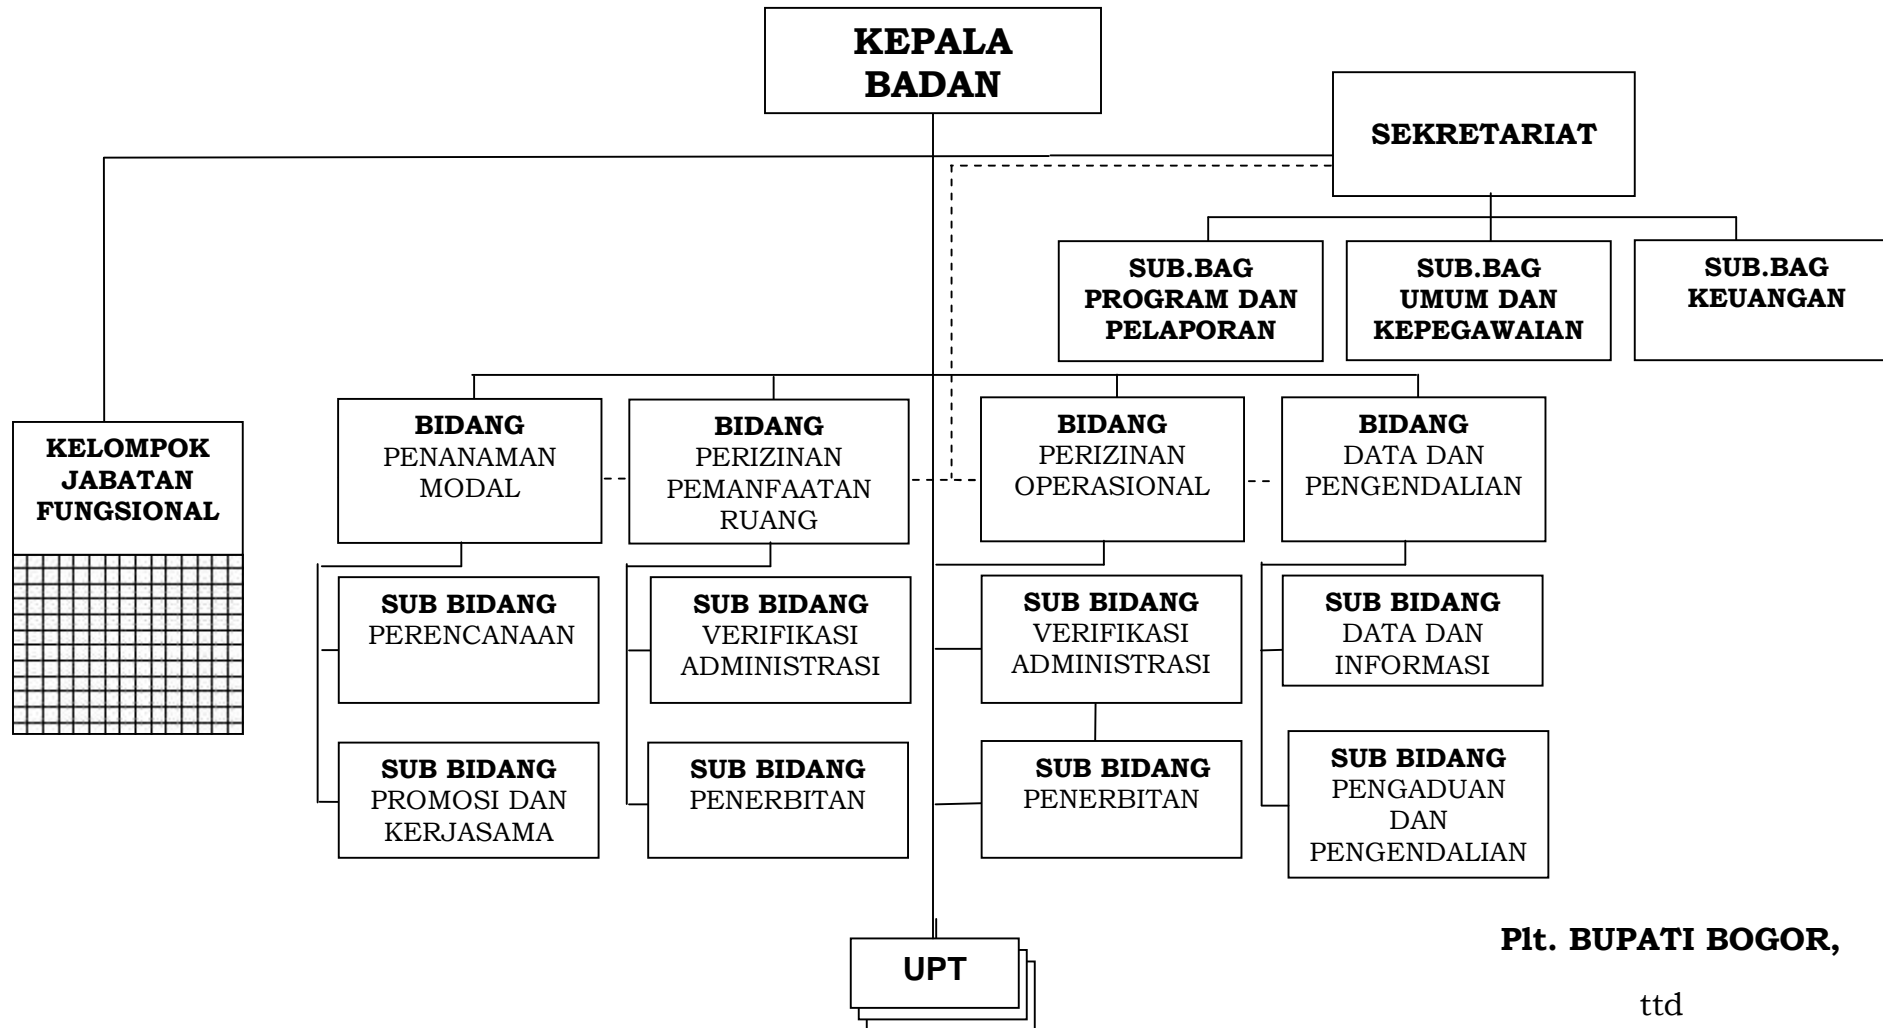 KEPALA
BADAN
SEKRETARIAT
SUB.BAG
PROGRAM DAN
PELAPORAN
SUB.BAG
UMUM DAN
KEPEGAWAIAN
SUB.BAG
KEUANGAN
KELOMPOK
JABATAN
FUNGSIONAL
BIDANG
PENANAMAN
MODAL
BIDANG
PERIZINAN
PEMANFAATAN
RUANG
BIDANG
PERIZINAN
OPERASIONAL
BIDANG
DATA DAN
PENGENDALIAN
SUB BIDANG
PERENCANAAN
SUB BIDANG
VERIFIKASI
ADMINISTRASI
SUB BIDANG
VERIFIKASI
ADMINISTRASI
SUB BIDANG
DATA DAN
INFORMASI
SUB BIDANG
PROMOSI DAN
KERJASAMA
SUB BIDANG
PENERBITAN
SUB BIDANG
PENERBITAN
SUB BIDANG
PENGADUAN
DAN
PENGENDALIAN
UPT
Plt. BUPATI BOGOR,
ttd